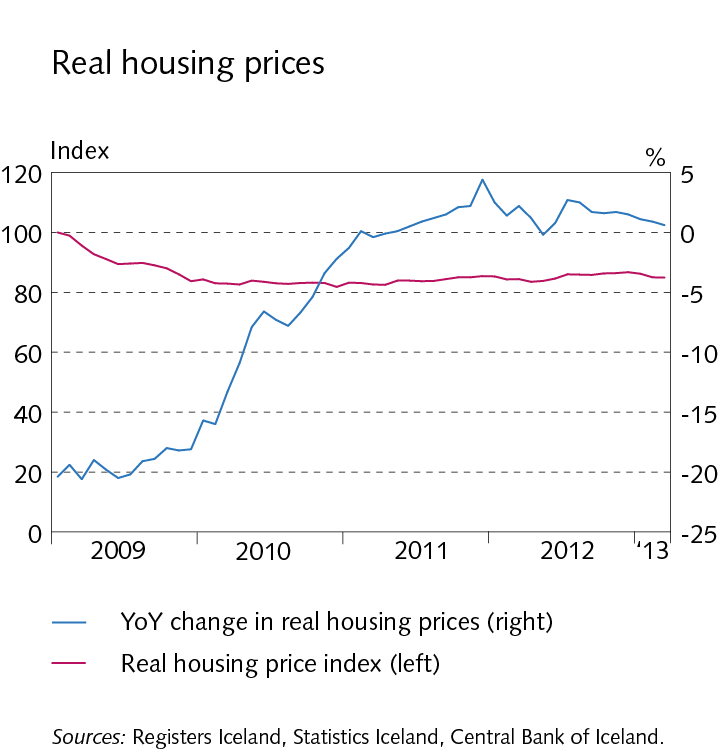 Real housing prices
Index
%
120 5
100 0
80 -5
60 -10
40 -15
20 -20
0 -25
2009 2010 2011 2012 ‘13
YoY change in real housing prices (right)
Real housing price index (left)
Sources: Registers Iceland, Statistics Iceland, Central Bank of Iceland.